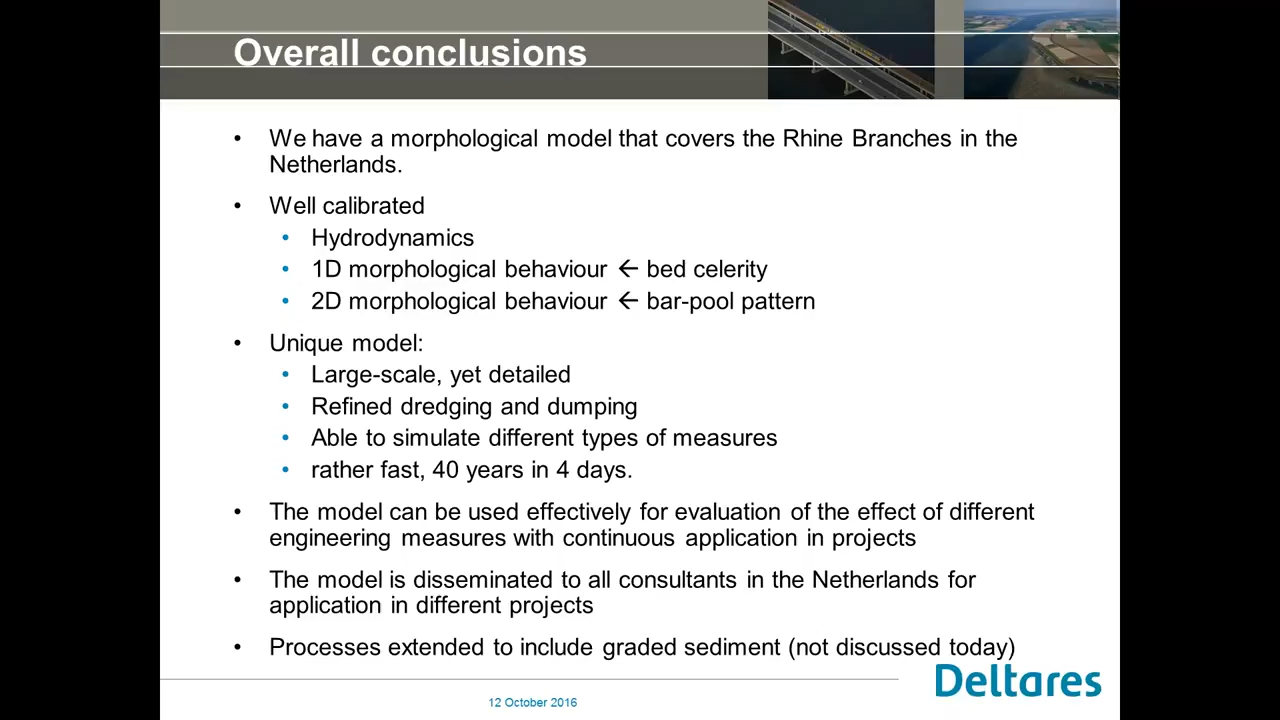 Overall conclusions
• We have a morphological model that covers the Rhine Branches in the
Netherlands.
• Well calibrated
• Hydrodynamics
• 1D morphological behaviour ← bed celerity
• 2D morphological behaviour ← bar-pool pattern
• Unique model:
• Large-scale, yet detailed
• Refined dredging and dumping
• Able to simulate different types of measures
• rather fast, 40 years in 4 days.
• The model can be used effectively for evaluation of the effect of different
engineering measures with continuous application in projects
• The model is disseminated to all consultants in the Netherlands for
application in different projects
• Processes extended to include graded sediment (not discussed today)
Deltares
12 October 2016